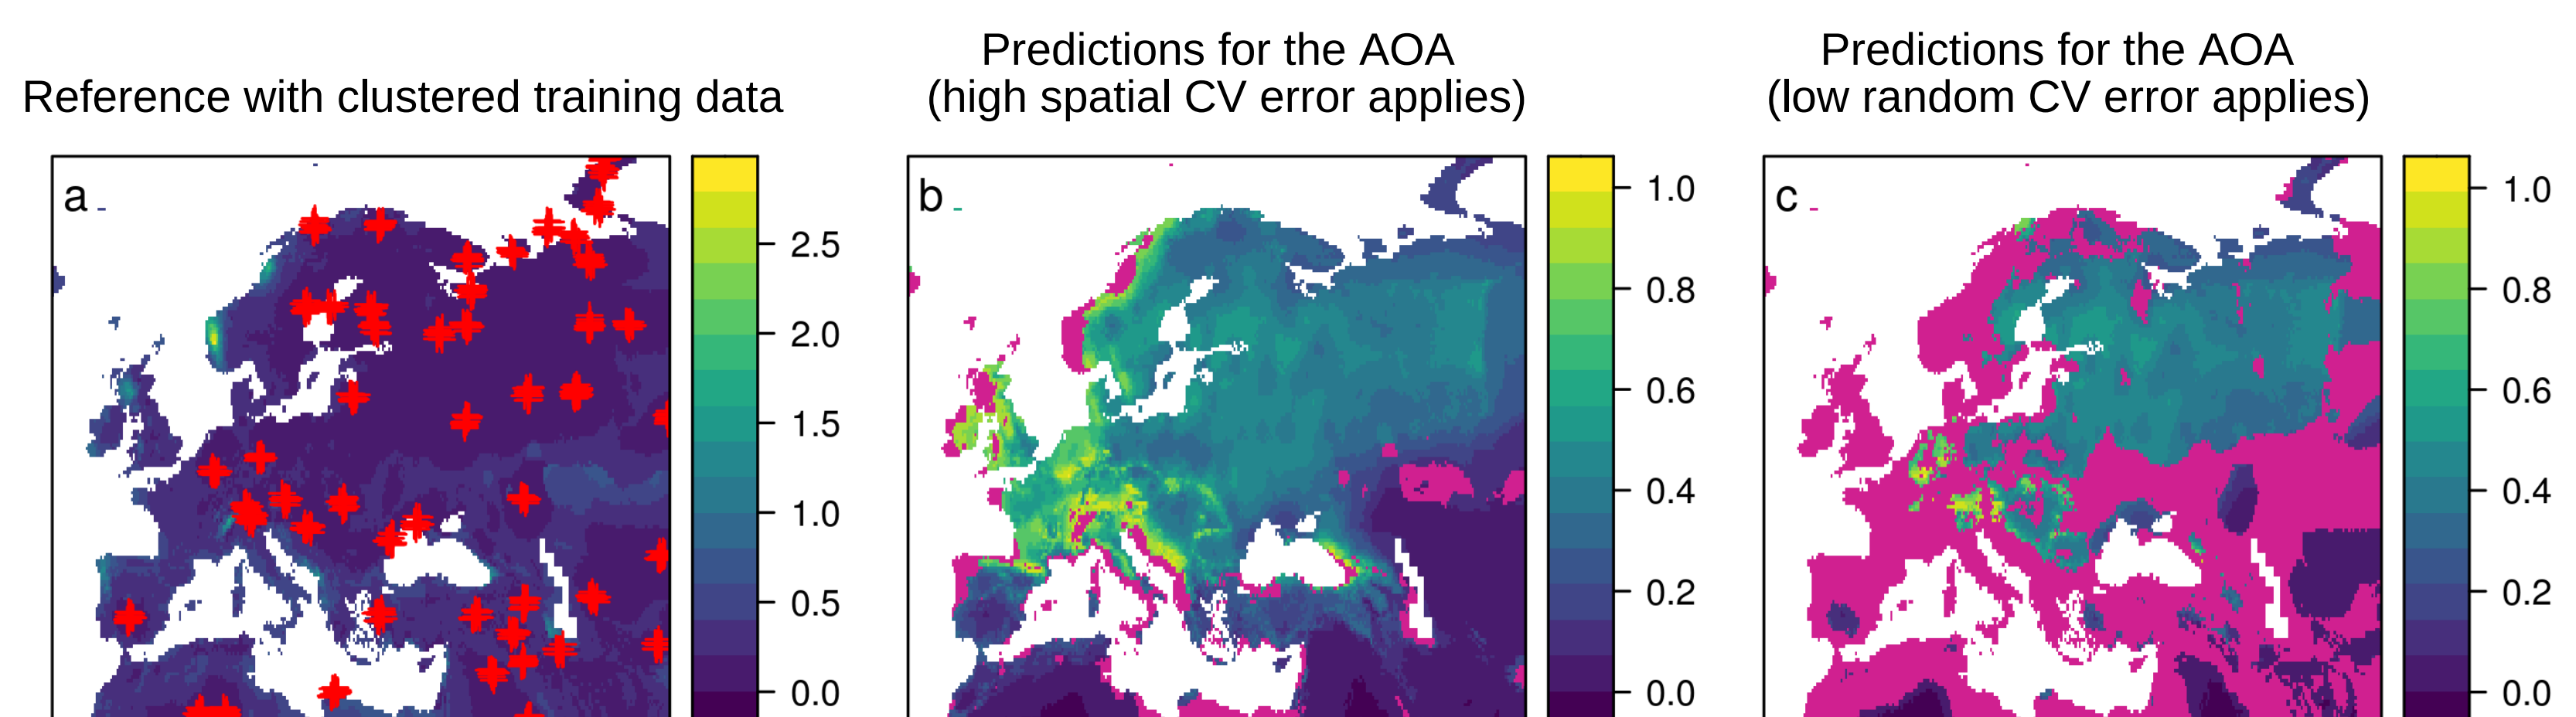 Reference with clustered training data
Predictions for the AOA
(high spatial CV error applies)
Predictions for the AOA
(low random CV error applies)
a
2.5
2.0
1.5
1.0
0.5
0.0
b
1.0
0.8
0.6
0.4
0.2
0.0
c
1.0
0.8
0.6
0.4
0.2
0.0